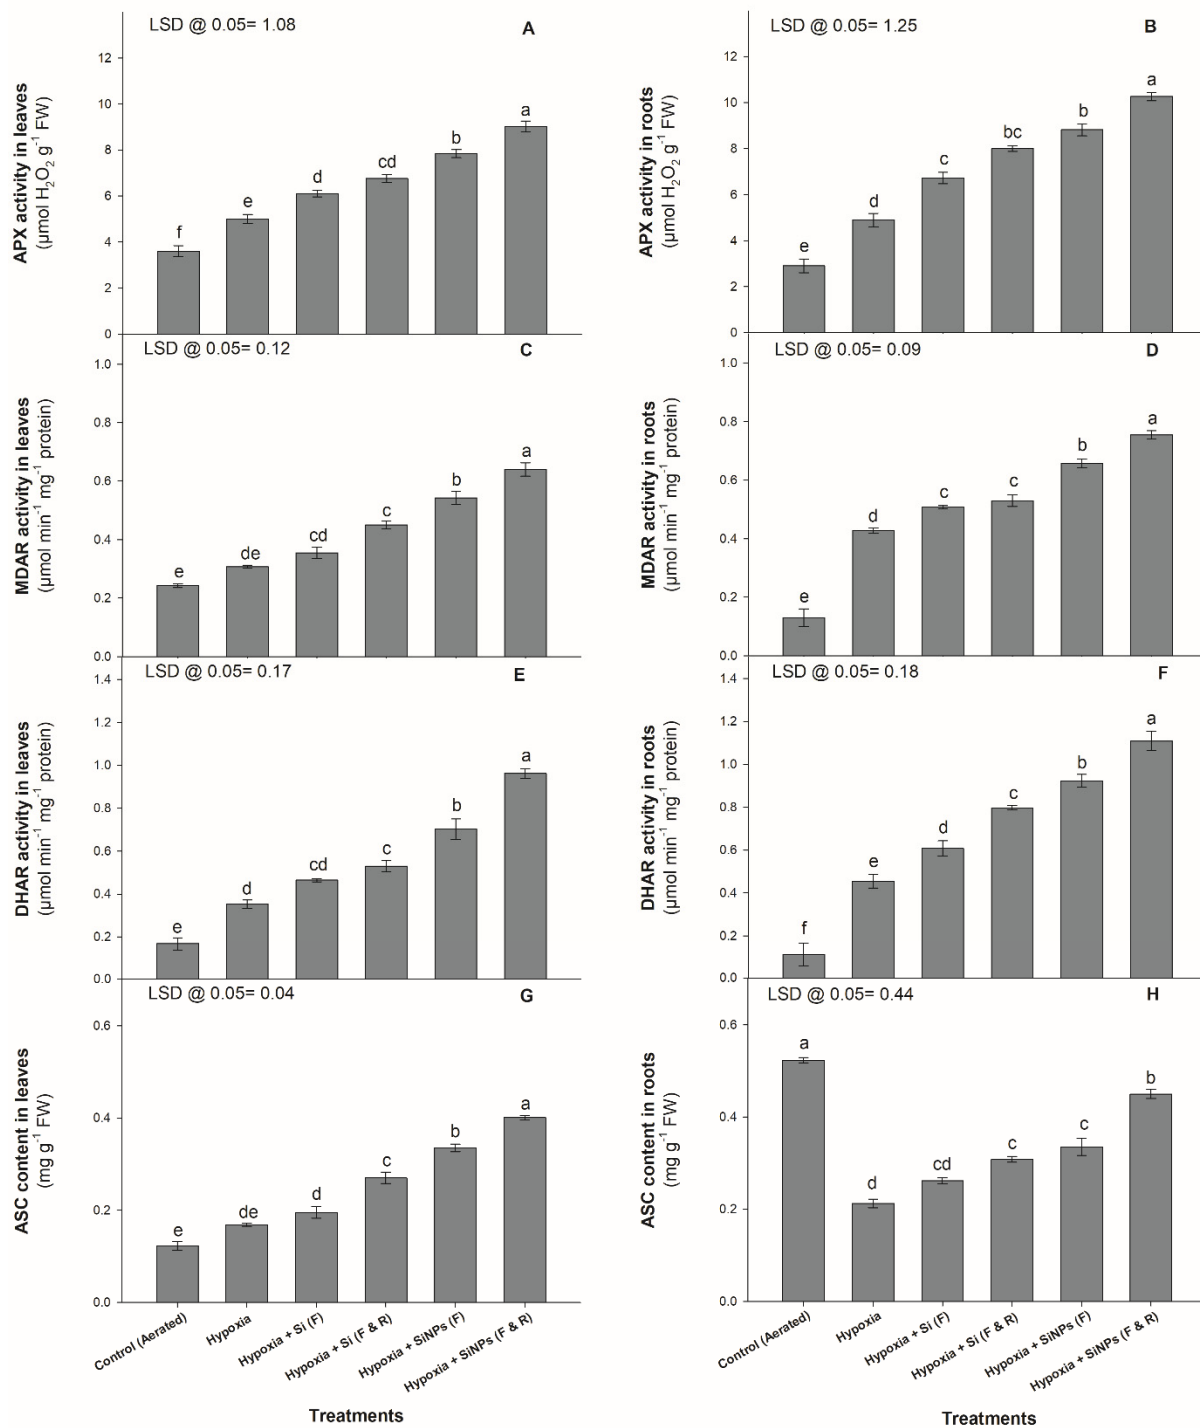 LSD @ 0.05= 1.08
A
APX activity in leaves
(µmol H₂O₂ g⁻¹ FW)
12
10
8
6
4
2
0
f
e
d
cd
b
a
LSD @ 0.05= 1.25
B
APX activity in roots
(µmol H₂O₂ g⁻¹ FW)
12
10
8
6
4
2
0
e
d
c
bc
b
a
LSD @ 0.05= 0.12
C
MDAR activity in leaves
(µmol min⁻¹ mg⁻¹ protein)
1.0
0.8
0.6
0.4
0.2
0.0
e
de
cd
c
b
a
LSD @ 0.05= 0.09
D
MDAR activity in roots
(µmol min⁻¹ mg⁻¹ protein)
1.0
0.8
0.6
0.4
0.2
0.0
e
d
c
c
b
a
LSD @ 0.05= 0.17
E
DHAR activity in leaves
(µmol min⁻¹ mg⁻¹ protein)
1.4
1.2
1.0
0.8
0.6
0.4
0.2
0.0
e
d
cd
c
b
a
LSD @ 0.05= 0.18
F
DHAR activity in roots
(µmol min⁻¹ mg⁻¹ protein)
1.4
1.2
1.0
0.8
0.6
0.4
0.2
0.0
f
e
d
c
b
a
LSD @ 0.05= 0.04
G
ASC content in leaves
(mg g⁻¹ FW)
0.6
0.4
0.2
0.0
e
de
d
c
b
a
Control (Aerated)
Hypoxia
Hypoxia + Si (F)
Hypoxia + Si (F & R)
Hypoxia + SiNPs (F)
Hypoxia + SiNPs (F & R)
Treatments
LSD @ 0.05= 0.44
H
ASC content in roots
(mg g⁻¹ FW)
0.6
0.4
0.2
0.0
a
d
cd
c
c
b
Control (Aerated)
Hypoxia
Hypoxia + Si (F)
Hypoxia + Si (F & R)
Hypoxia + SiNPs (F)
Hypoxia + SiNPs (F & R)
Treatments